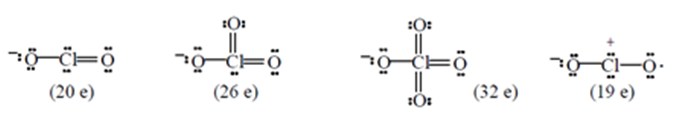 :O: :O: +
⁻:Ö–Cl=Ö ⁻:Ö–Cl=Ö ⁻:Ö–Cl=Ö ⁻:Ö–Cl–O·
:O:
(20 e) (26 e) (32 e) (19 e)